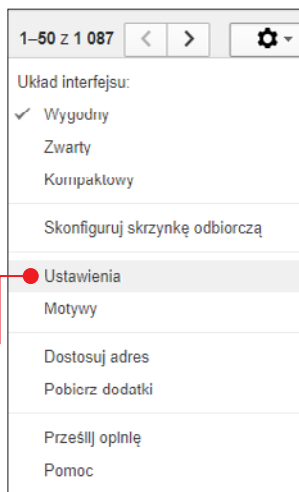 1–50 z 1 087
Układ interfejsu:
Wygodny
Zwarty
Kompaktowy
Skonfiguruj skrzynkę odbiorczą
Ustawienia
Motywy
Dostosuj adres
Pobierz dodatki
Prześlij opinię
Pomoc